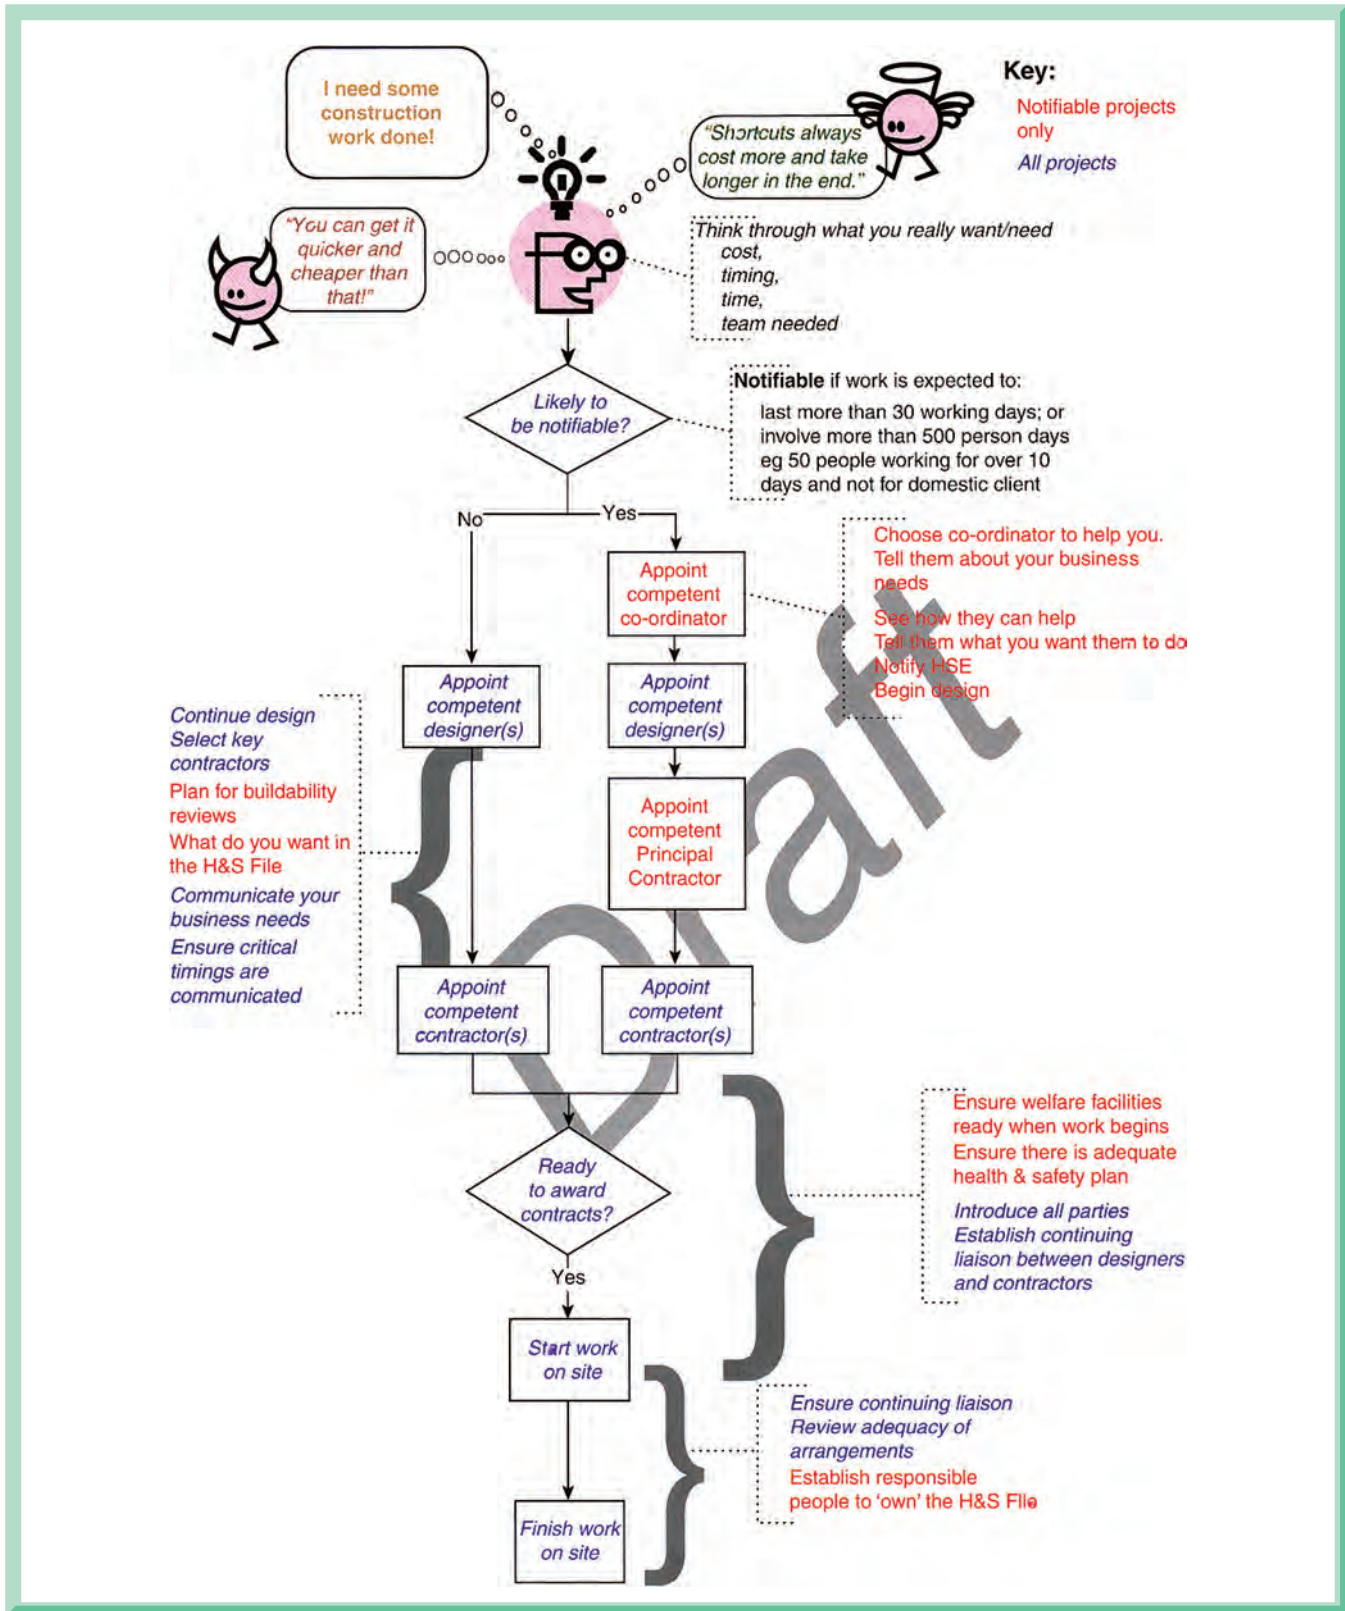 I need some
construction
work done!
Key:
Notifiable projects
only
All projects
"Shortcuts always
cost more and take
longer in the end."
"You can get it
quicker and
cheaper than
that!"
Think through what you really want/need
cost,
timing,
time,
team needed
Likely to
be notifiable?
Notifiable if work is expected to:
last more than 30 working days; or
involve more than 500 person days
eg 50 people working for over 10
days and not for domestic client
No
Yes
Appoint
competent
co-ordinator
Choose co-ordinator to help you.
Tell them about your business
needs
See how they can help
Tell them what you want them to do
Notify HSE
Begin design
Appoint
competent
designer(s)
Appoint
competent
designer(s)
Continue design
Select key
contractors
Plan for buildability
reviews
What do you want in
the H&S File
Communicate your
business needs
Ensure critical
timings are
communicated
Appoint
competent
Principal
Contractor
Appoint
competent
contractor(s)
Appoint
competent
contractor(s)
Draft
Ready
to award
contracts?
Yes
Ensure welfare facilities
ready when work begins
Ensure there is adequate
health & safety plan
Introduce all parties
Establish continuing
liaison between designers
and contractors
Start work
on site
Ensure continuing liaison
Review adequacy of
arrangements
Establish responsible
people to 'own' the H&S File
Finish work
on site